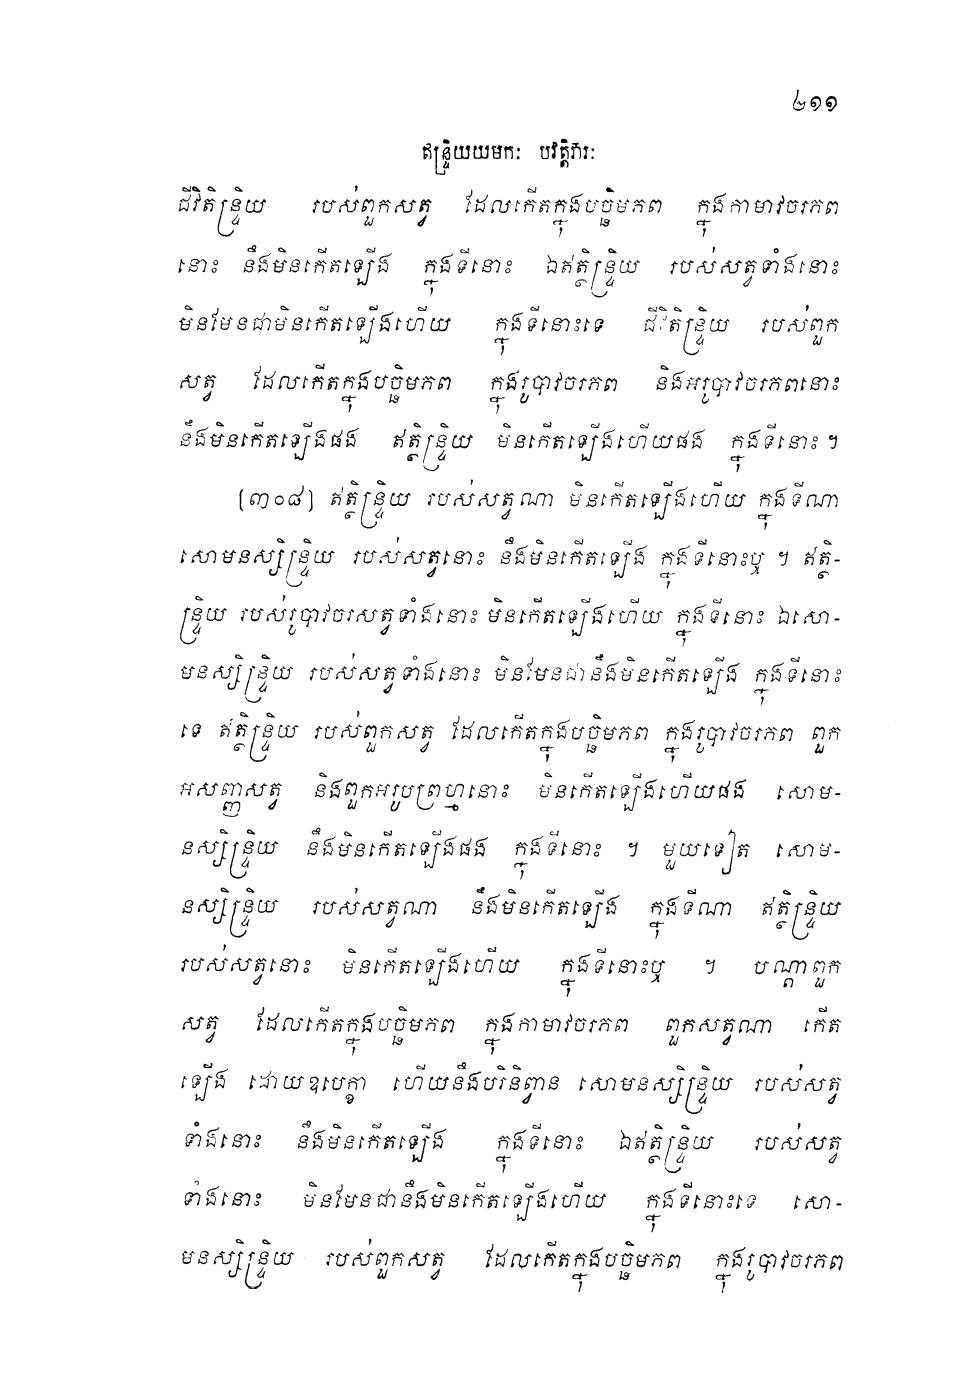 ២១១
ឥន្ទ្រិយយមកៈ បវត្តិវារៈ
ជីវិតិន្ទ្រិយ របស់ពួកសត្វ ដែលកើតក្នុងបច្ឆិមភព ក្នុងកាមាវចរភព
នោះ នឹងមិនកើតឡើង ក្នុងទីនោះ ឯឥត្ថិន្ទ្រិយ របស់សត្វទាំងនោះ
មិនមែនជាមិនកើតឡើងហើយ ក្នុងទីនោះទេ ជីវិតិន្ទ្រិយ របស់ពួក
សត្វ ដែលកើតក្នុងបច្ឆិមភព ក្នុងរូបាវចរភព និងអរូបាវចរភពនោះ
នឹងមិនកើតឡើងផង ឥត្ថិន្ទ្រិយ មិនកើតឡើងហើយផង ក្នុងទីនោះ។
[៣០៨] ឥត្ថិន្ទ្រិយ របស់សត្វណា មិនកើតឡើងហើយ ក្នុងទីណា
សោមនស្សិន្ទ្រិយ របស់សត្វនោះ នឹងមិនកើតឡើង ក្នុងទីនោះឬ ។ ឥត្ថិ-
ន្ទ្រិយ របស់រូបាវចរសត្វទាំងនោះ មិនកើតឡើងហើយ ក្នុងទីនោះ ឯសោ-
មនស្សិន្ទ្រិយ របស់សត្វទាំងនោះ មិនមែនជានឹងមិនកើតឡើង ក្នុងទីនោះ
ទេ ឥត្ថិន្ទ្រិយ របស់ពួកសត្វ ដែលកើតក្នុងបច្ឆិមភព ក្នុងរូបាវចរភព ពួក
អសញ្ញសត្វ និងពួកអរូបព្រហ្មនោះ មិនកើតឡើងហើយផង សោម-
នស្សិន្ទ្រិយ នឹងមិនកើតឡើងផង ក្នុងទីនោះ ។ មួយទៀត សោម-
នស្សិន្ទ្រិយ របស់សត្វណា នឹងមិនកើតឡើង ក្នុងទីណា ឥត្ថិន្ទ្រិយ
របស់សត្វនោះ មិនកើតឡើងហើយ ក្នុងទីនោះឬ ។ បណ្តាពួក
សត្វ ដែលកើតក្នុងបច្ឆិមភព ក្នុងកាមាវចរភព ពួកសត្វណា កើត
ឡើង ដោយឧបេក្ខា ហើយនឹងបរិនិព្វាន សោមនស្សិន្ទ្រិយ របស់សត្វ
ទាំងនោះ នឹងមិនកើតឡើង ក្នុងទីនោះ ឯឥត្ថិន្ទ្រិយ របស់សត្វ
ទាំងនោះ មិនមែនជានឹងមិនកើតឡើងហើយ ក្នុងទីនោះទេ សោ-
មនស្សិន្ទ្រិយ របស់ពួកសត្វ ដែលកើតក្នុងបច្ឆិមភព ក្នុងរូបាវចរភព